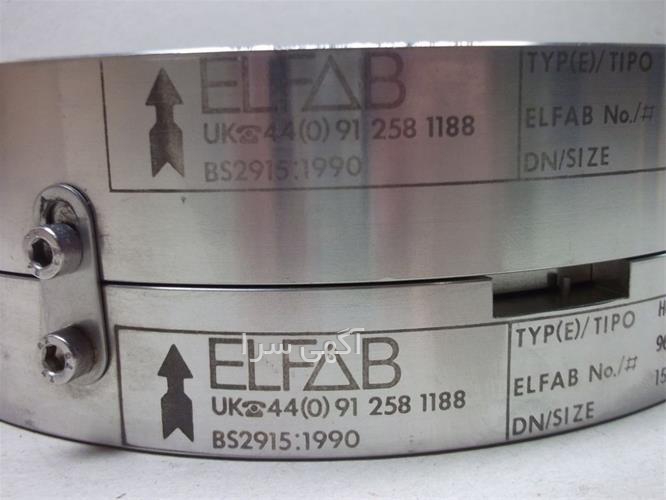 ELFAB
UK☎44(0) 91 258 1188
BS2915:1990
TYP(E)/TIPO
ELFAB No./#
DN/SIZE
آگهی سرا
ELFAB
UK☎44(0) 91 258 1188
BS2915:1990
TYP(E)/TIPO
ELFAB No./#
DN/SIZE